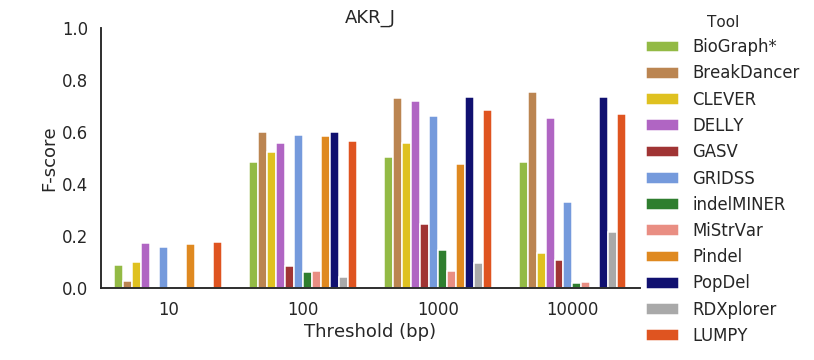 AKR_J
Tool
BioGraph*
BreakDancer
CLEVER
DELLY
GASV
GRIDSS
indelMINER
MiStrVar
Pindel
PopDel
RDXplorer
LUMPY
F-score
1.0
0.8
0.6
0.4
0.2
0.0
10 100 1000 10000
Threshold (bp)